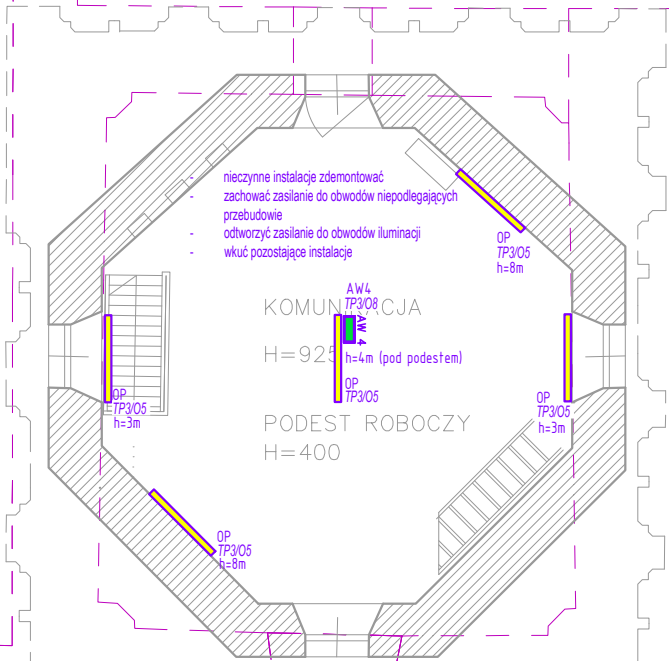 - nieczynne instalacje zdemontować
- zachować zasilanie do obwodów niepodlegających
przebudowie
- odtworzyć zasilanie do obwodów iluminacji
- wkuć pozostające instalacje
OP
TP3/O5
h=8m
AW4
TP3/O8
KOMUNIKACJA
AW 4
H=925
h=4m (pod podestem)
OP
TP3/O5
OP
TP3/O5
h=3m
OP
TP3/O5
h=3m
PODEST ROBOCZY
H=400
OP
TP3/O5
h=8m